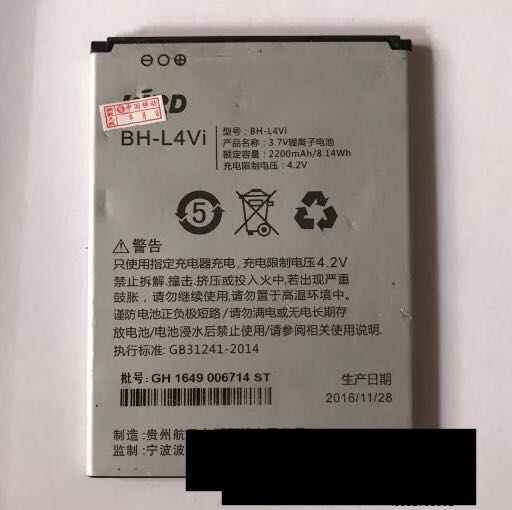 中国移动
年 月 日
BH-L4Vi
型号: BH-L4Vi
产品名称: 3.7V锂离子电池
额定容量: 2200mAh/8.14Wh
充电限制电压: 4.2V
5
警告
只使用指定充电器充电, 充电限制电压4.2V
禁止拆解、撞击、挤压或投入火中, 若出现严重
鼓胀, 请勿继续使用, 请勿置于高温环境中。
谨防电池正负极短路/请勿满电或无电长期存
放电池/电池浸水后禁止使用/请参阅相关使用说明.
执行标准: GB31241-2014
批号: GH 1649 006714 ST
生产日期
2016/11/28
制造: 贵州航
监制: 宁波波